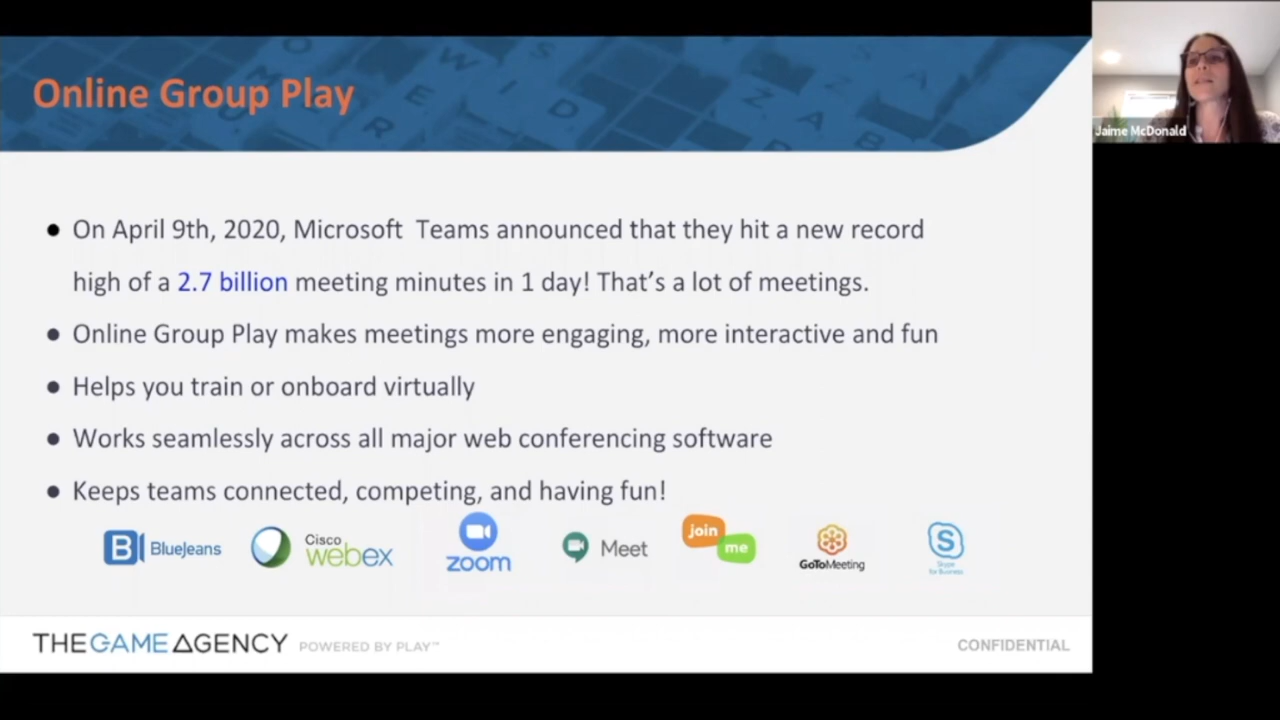 Online Group Play
Jaime McDonald
● On April 9th, 2020, Microsoft Teams announced that they hit a new record
high of a 2.7 billion meeting minutes in 1 day! That's a lot of meetings.
● Online Group Play makes meetings more engaging, more interactive and fun
● Helps you train or onboard virtually
● Works seamlessly across all major web conferencing software
● Keeps teams connected, competing, and having fun!
B BlueJeans
Cisco
webex
zoom
Meet
join
me
GoToMeeting
S
Skype
for Business
THEGAMEAGENCY POWERED BY PLAY™
CONFIDENTIAL